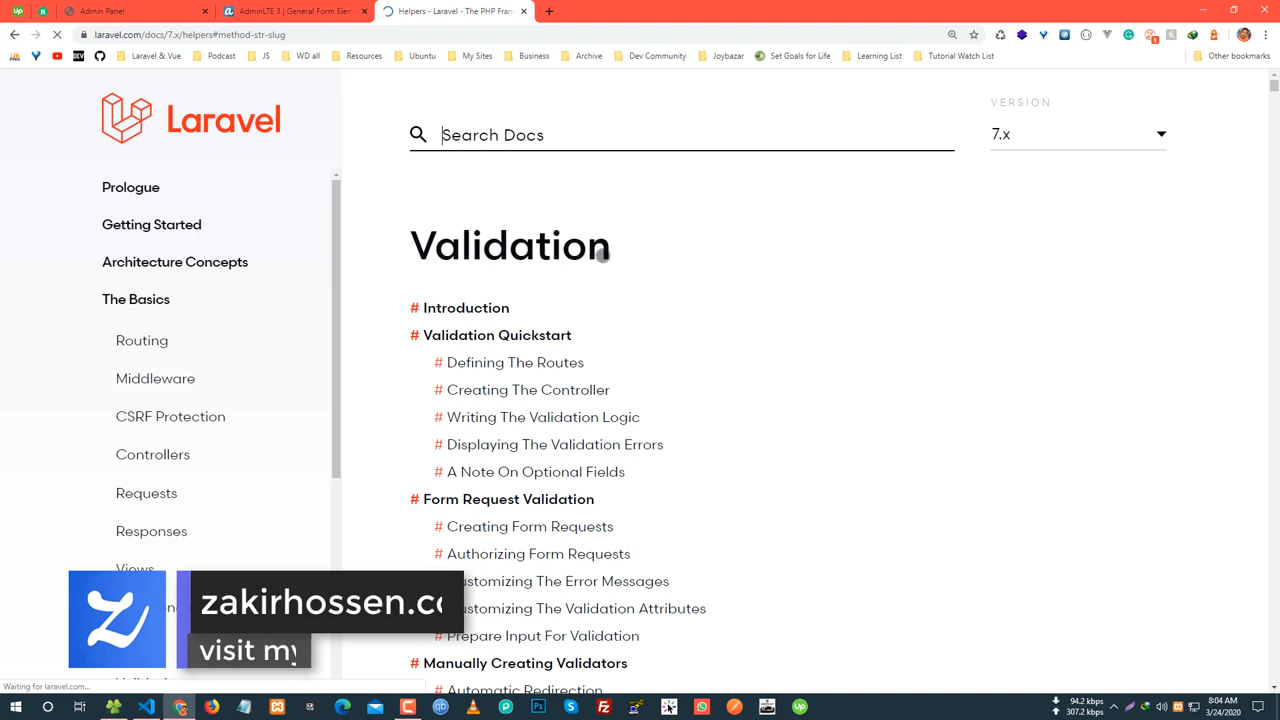 Admin Panel
AdminLTE 3 | General Form Elem
Helpers - Laravel - The PHP Fram
laravel.com/docs/7.x/helpers#method-str-slug
Laravel & Vue
Podcast
JS
WD all
Resources
Ubuntu
My Sites
Business
Archive
Dev Community
Joybazar
Set Goals for Life
Learning List
Tutorial Watch List
Other bookmarks
Laravel
Prologue
Getting Started
Architecture Concepts
The Basics
Routing
Middleware
CSRF Protection
Controllers
Requests
Responses
Views
Search Docs
VERSION
7.x
Validation
# Introduction
# Validation Quickstart
# Defining The Routes
# Creating The Controller
# Writing The Validation Logic
# Displaying The Validation Errors
# A Note On Optional Fields
# Form Request Validation
# Creating Form Requests
# Authorizing Form Requests
ustomizing The Error Messages
ustomizing The Validation Attributes
Prepare Input For Validation
# Manually Creating Validators
# Automatic Redirection
zakirhossen.co
visit my
Waiting for laravel.com...
94.2 kbps
307.2 kbps
8:04 AM
3/24/2020